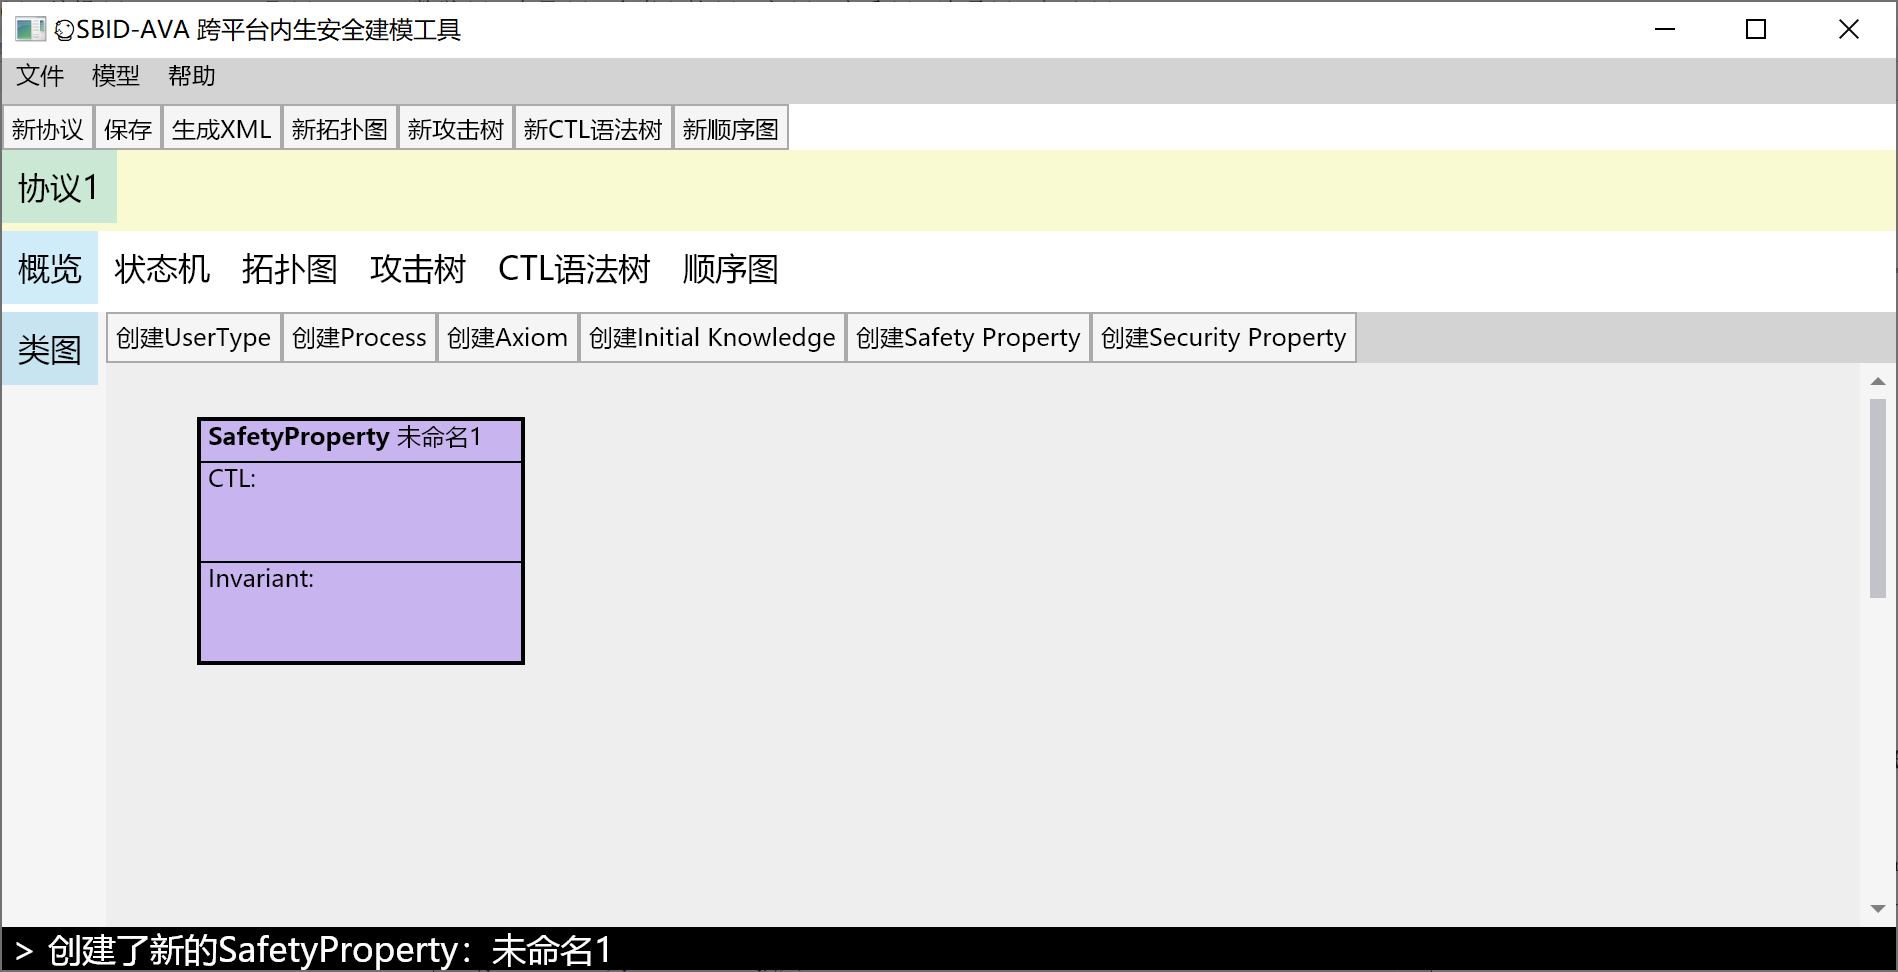 SBID-AVA 跨平台内生安全建模工具
文件 模型 帮助
新协议 保存 生成XML 新拓扑图 新攻击树 新CTL语法树 新顺序图
协议1
概览 状态机 拓扑图 攻击树 CTL语法树 顺序图
类图 创建UserType 创建Process 创建Axiom 创建Initial Knowledge 创建Safety Property 创建Security Property
SafetyProperty 未命名1
CTL:
Invariant:
> 创建了新的SafetyProperty：未命名1